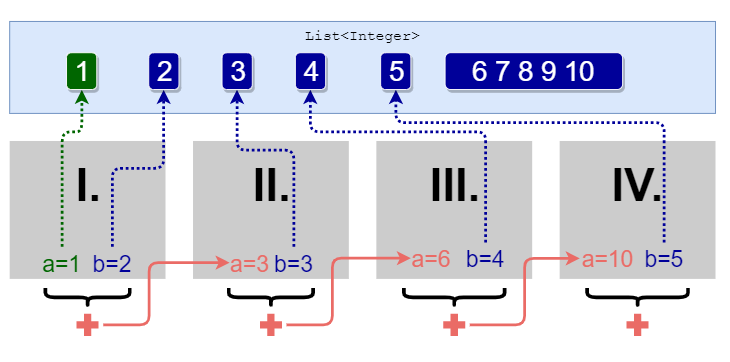 List<Integer>
1 2 3 4 5 6 7 8 9 10
I. II. III. IV.
a=1 b=2 a=3 b=3 a=6 b=4 a=10 b=5